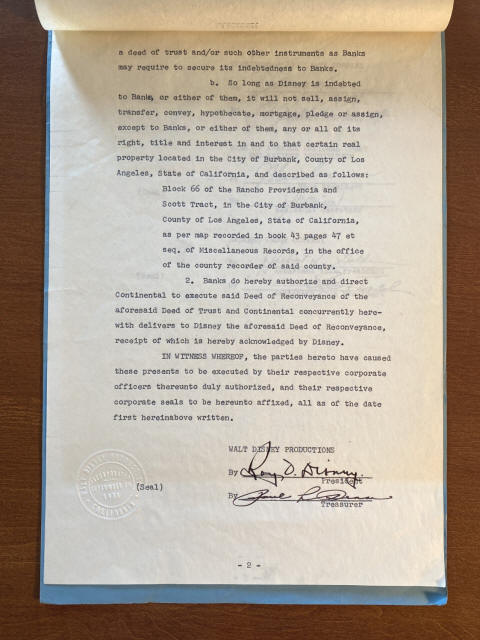 a deed of trust and/or such other instruments as Banks
may require to secure its indebtedness to Banks.
b. So long as Disney is indebted
to Banks, or either of them, it will not sell, assign,
transfer, convey, hypothecate, mortgage, pledge or assign,
except to Banks, or either of them, any or all of its
right, title and interest in and to that certain real
property located in the City of Burbank, County of Los
Angeles, State of California, and described as follows:
Block 66 of the Rancho Providencia and
Scott Tract, in the City of Burbank,
County of Los Angeles, State of California,
as per map recorded in book 43 pages 47 et
seq. of Miscellaneous Records, in the office
of the county recorder of said county.
2. Banks do hereby authorize and direct
Continental to execute said Deed of Reconveyance of the
aforesaid Deed of Trust and Continental concurrently here-
with delivers to Disney the aforesaid Deed of Reconveyance,
receipt of which is hereby acknowledged by Disney.
IN WITNESS WHEREOF, the parties hereto have caused
these presents to be executed by their respective corporate
officers thereunto duly authorized, and their respective
corporate seals to be hereunto affixed, all as of the date
first hereinabove written.
WALT DISNEY PRODUCTIONS
By Roy O. Disney.
President
(Seal)
By Paul L
Treasurer
- 2 -